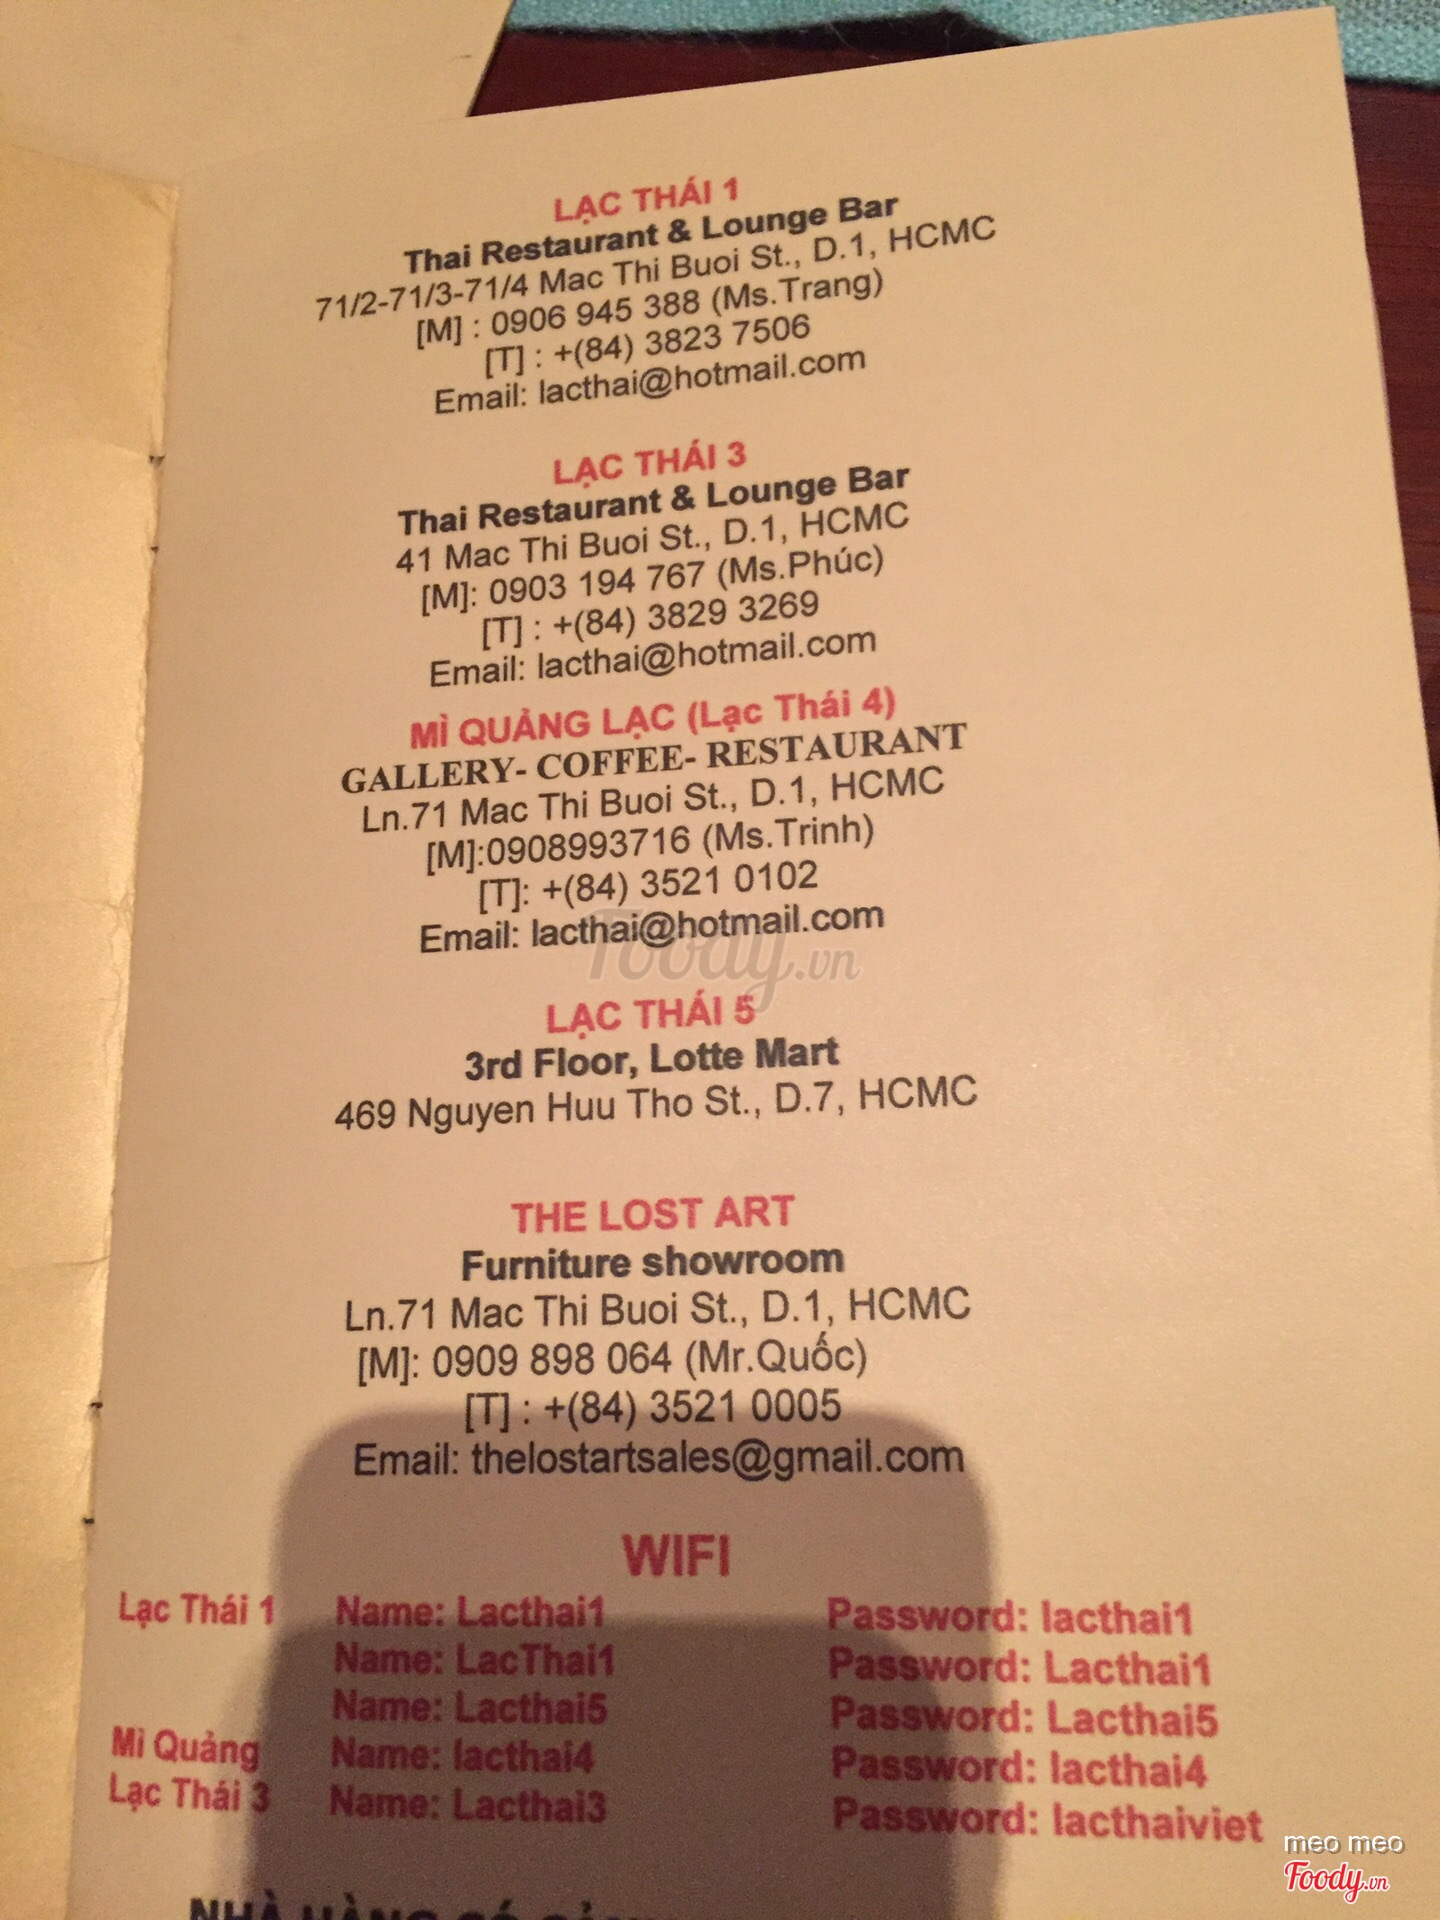 LẠC THÁI 1
Thai Restaurant & Lounge Bar
71/2-71/3-71/4 Mac Thi Buoi St., D.1, HCMC
[M] : 0906 945 388 (Ms.Trang)
[T] : +(84) 3823 7506
Email: lacthai@hotmail.com
LẠC THÁI 3
Thai Restaurant & Lounge Bar
41 Mac Thi Buoi St., D.1, HCMC
[M]: 0903 194 767 (Ms.Phúc)
[T] : +(84) 3829 3269
Email: lacthai@hotmail.com
MÌ QUẢNG LẠC (Lạc Thái 4)
GALLERY- COFFEE- RESTAURANT
Ln.71 Mac Thi Buoi St., D.1, HCMC
[M]:0908993716 (Ms.Trinh)
[T]: +(84) 3521 0102
Email: lacthai@hotmail.com
Foody.vn
LẠC THÁI 5
3rd Floor, Lotte Mart
469 Nguyen Huu Tho St., D.7, HCMC
THE LOST ART
Furniture showroom
Ln.71 Mac Thi Buoi St., D.1, HCMC
[M]: 0909 898 064 (Mr.Quốc)
[T] : +(84) 3521 0005
Email: thelostartsales@gmail.com
WIFI
Lạc Thái 1 Name: Lacthai1 Password: lacthai1
Name: LacThai1 Password: Lacthai1
Name: Lacthai5 Password: Lacthai5
Mì Quảng Name: lacthai4 Password: lacthai4
Lạc Thái 3 Name: Lacthai3 Password: lacthaiviet
meo meo
Foody.vn
NHÀ HÀNG CÓ